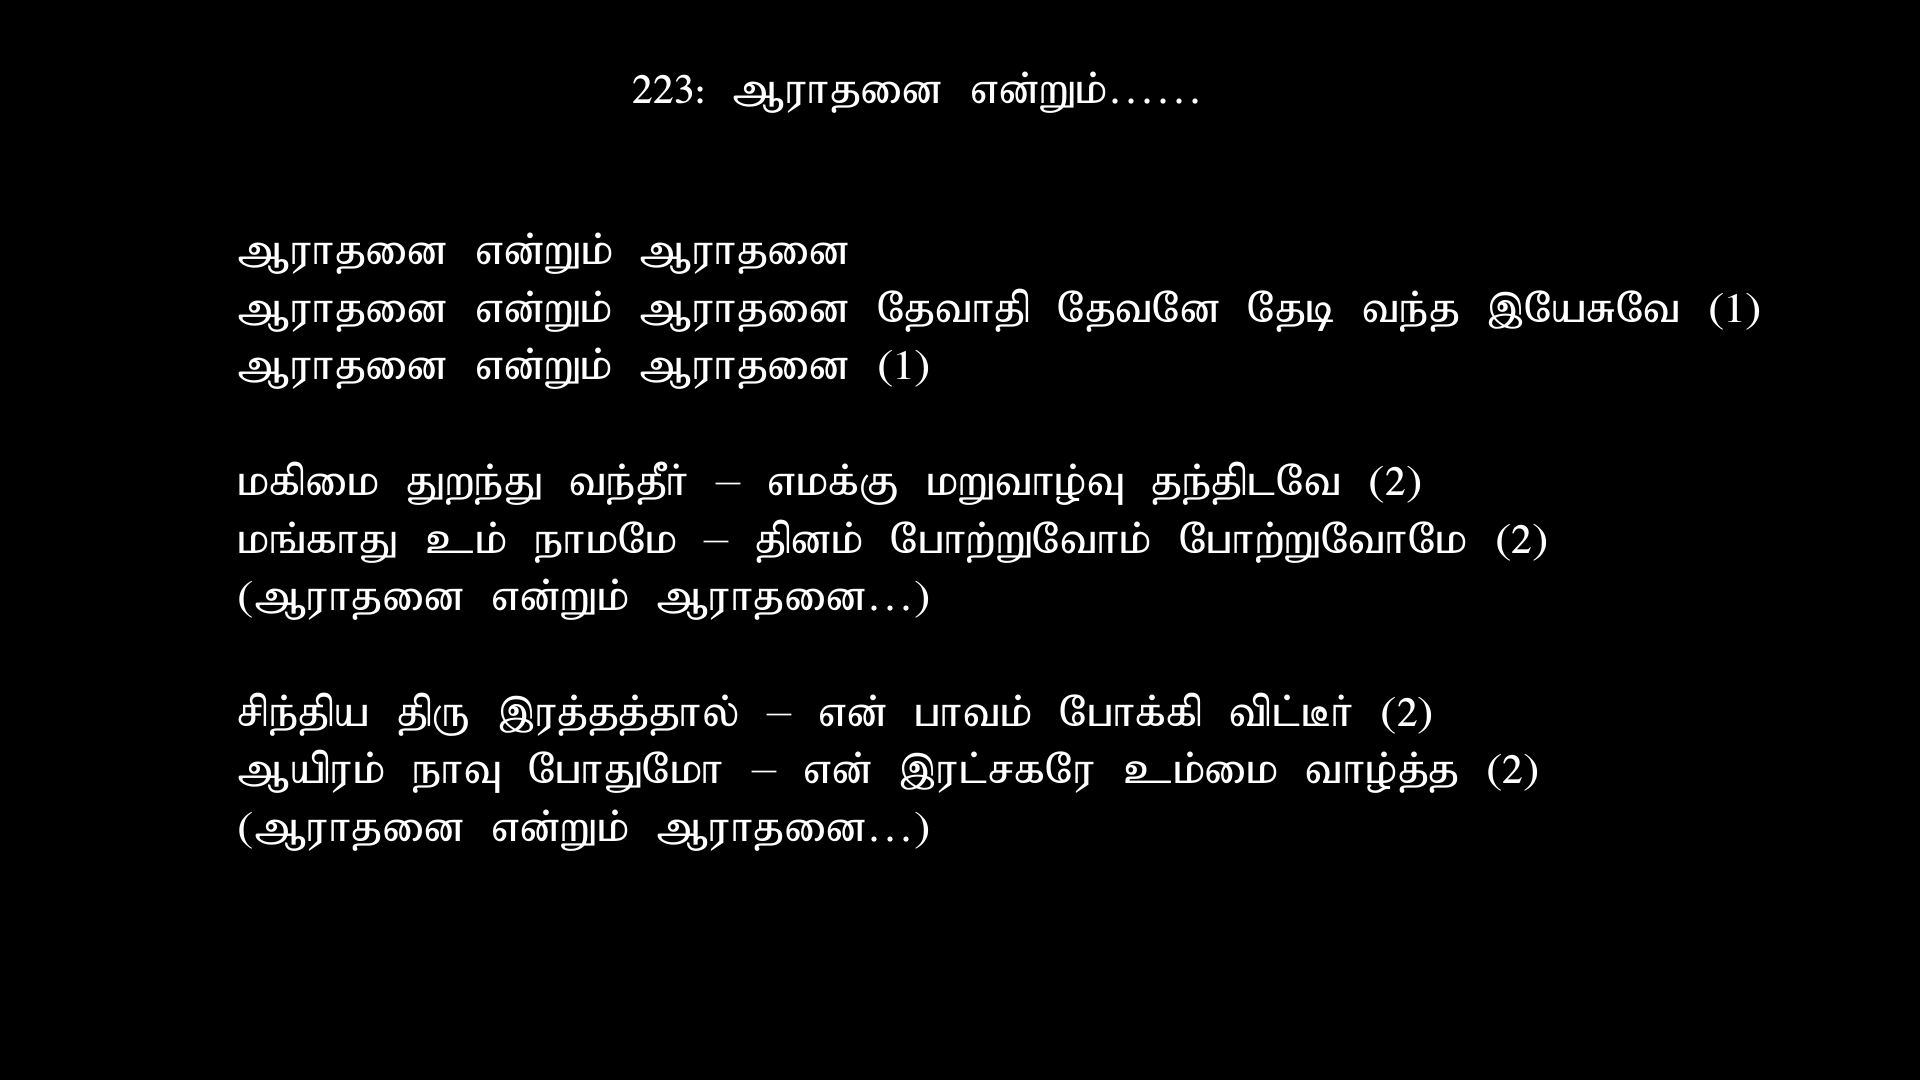 223: ஆராதனை என்றும்......
ஆராதனை என்றும் ஆராதனை
ஆராதனை என்றும் ஆராதனை தேவாதி தேவனே தேடி வந்த இயேசுவே (1)
ஆராதனை என்றும் ஆராதனை (1)
மகிமை துறந்து வந்தீர் – எமக்கு மறுவாழ்வு தந்திடவே (2)
மங்காது உம் நாமமே – தினம் போற்றுவோம் போற்றுவோமே (2)
(ஆராதனை என்றும் ஆராதனை...)
சிந்திய திரு இரத்தத்தால் – என் பாவம் போக்கி விட்டீர் (2)
ஆயிரம் நாவு போதுமோ – என் இரட்சகரே உம்மை வாழ்த்த (2)
(ஆராதனை என்றும் ஆராதனை...)